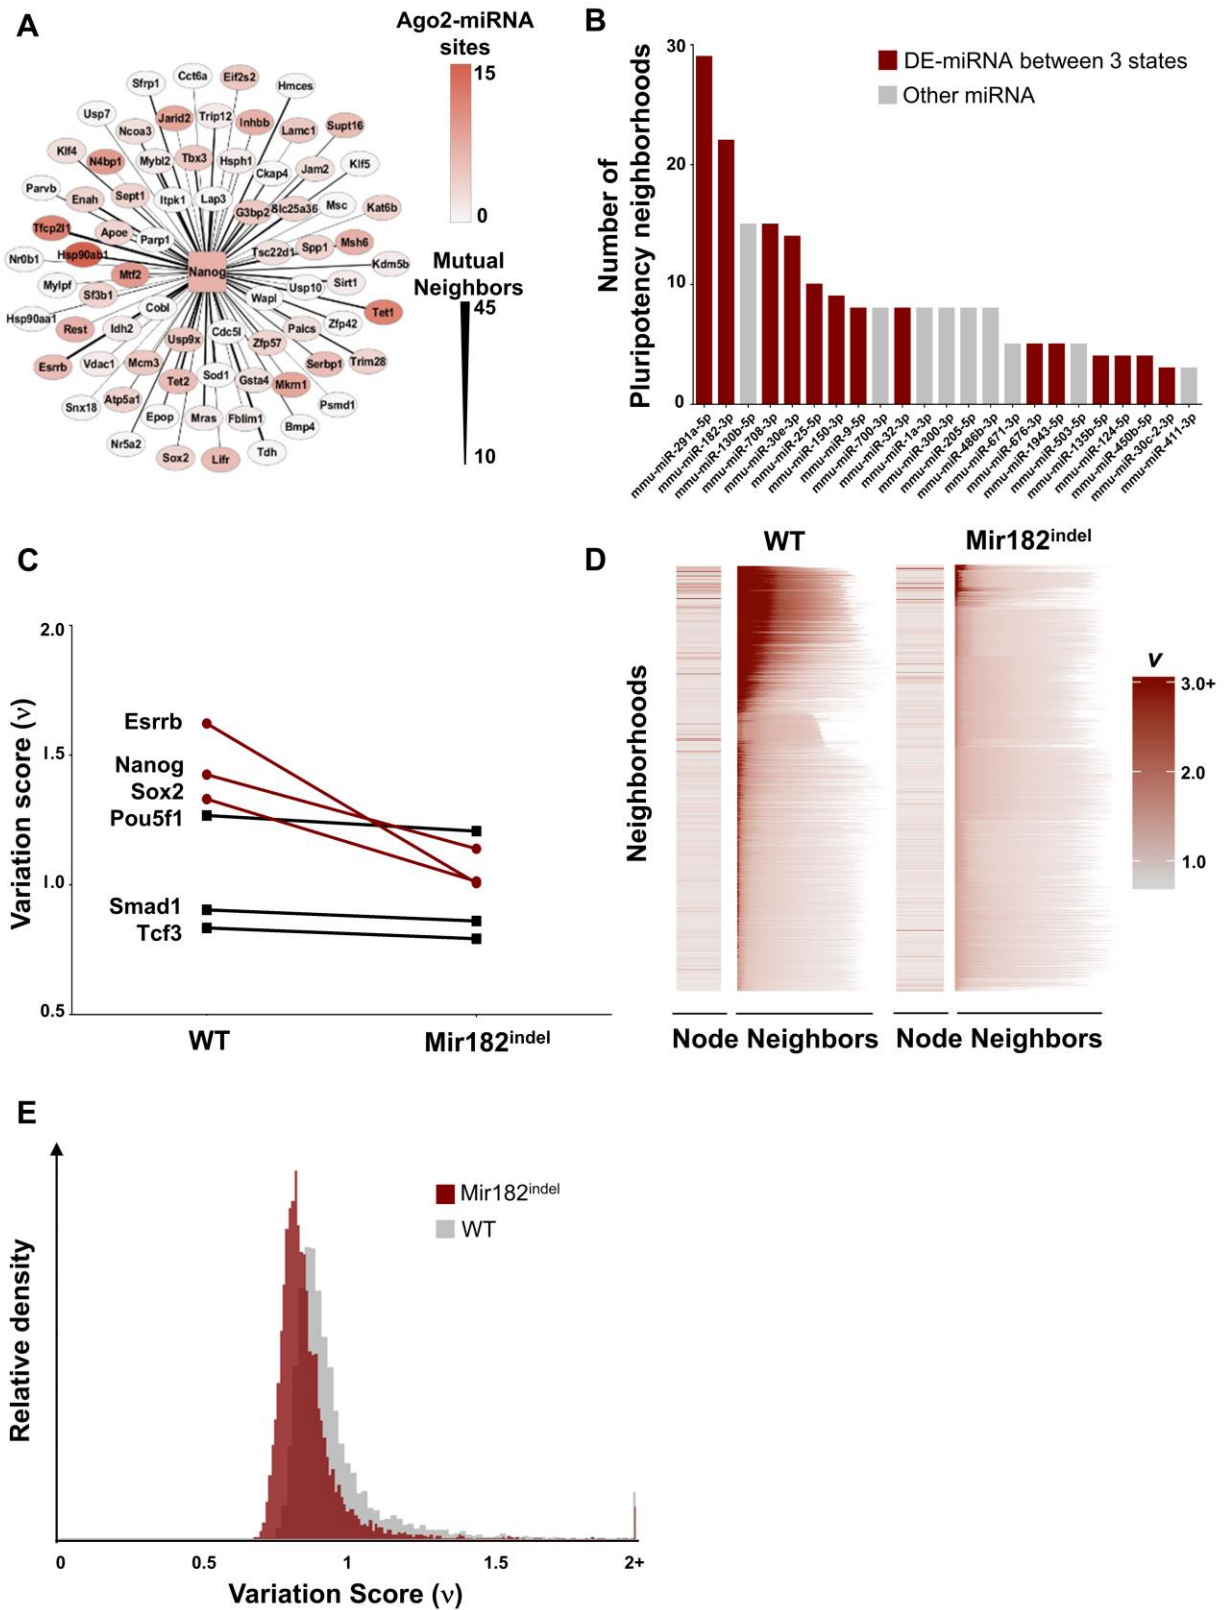 A
Ago2-miRNA
sites
15
0
Mutual
Neighbors
45
10
Sfrp1
Cct6a
Eif2s2
Hmces
Usp7
Ncoa3
Jarid2
Trip12
Inhbb
Lamc1
Supt16
Klf4
N4bp1
Mybl2
Tbx3
Hsph1
Ckap4
Jam2
Klf5
Parvb
Enah
Sept1
Itpk1
Lap3
G3bp2
Slc25a36
Msc
Kat6b
Tfcp2l1
Apoe
Parp1
Tsc22d1
Spp1
Msh6
Nr0b1
Hsp90ab1
Mtf2
Nanog
Kdm5b
Mylpf
Sf3b1
Usp10
Sirt1
Hsp90aa1
Cobl
Wapl
Tet1
Rest
Idh2
Usp9x
Cdc5l
Paics
Zfp42
Zfp57
Esrrb
Vdac1
Mcm3
Serbp1
Trim28
Tet2
Sod1
Gsta4
Mkrn1
Snx18
Atp5a1
Epop
Mras
Fblim1
Bmp4
Psmd1
Nr5a2
Sox2
Lifr
Tdh
B
Number of
Pluripotency neighborhoods
30
20
10
0
DE-miRNA between 3 states
Other miRNA
mmu-miR-291a-5p
mmu-miR-182-3p
mmu-miR-130b-5p
mmu-miR-708-3p
mmu-miR-30e-3p
mmu-miR-25-5p
mmu-miR-150-3p
mmu-miR-9-5p
mmu-miR-700-3p
mmu-miR-32-3p
mmu-miR-1a-3p
mmu-miR-300-3p
mmu-miR-205-5p
mmu-miR-486b-3p
mmu-miR-671-3p
mmu-miR-676-3p
mmu-miR-1943-5p
mmu-miR-503-5p
mmu-miR-135b-5p
mmu-miR-124-5p
mmu-miR-450b-5p
mmu-miR-30c-2-3p
mmu-miR-411-3p
C
Variation score (ν)
2.0
1.5
1.0
0.5
Esrrb
Nanog
Sox2
Pou5f1
Smad1
Tcf3
WT
Mir182indel
D
WT
Mir182indel
Neighborhoods
Node Neighbors Node Neighbors
ν
3.0+
2.0
1.0
E
Relative density
Mir182indel
WT
0
0.5
1
1.5
2+
Variation Score (ν)